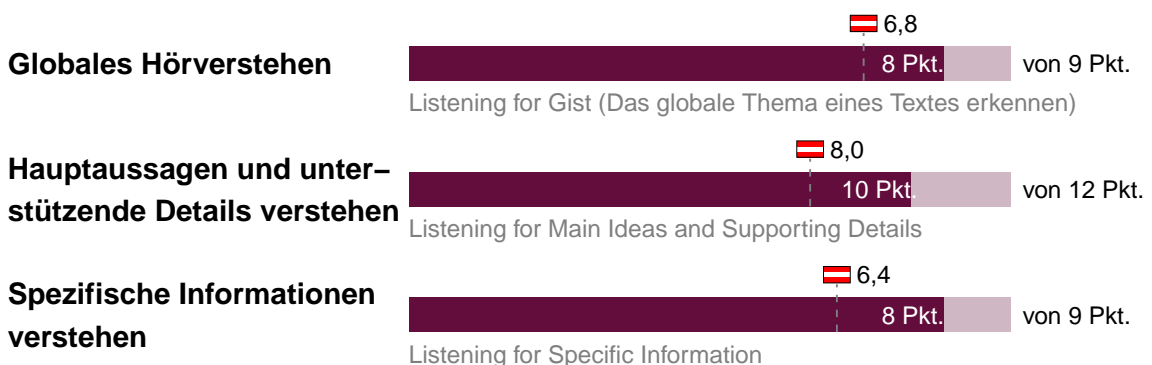 6,8
Globales Hörverstehen
8 Pkt.
von 9 Pkt.
Listening for Gist (Das globale Thema eines Textes erkennen)
8,0
Hauptaussagen und unter–
stützende Details verstehen
10 Pkt.
von 12 Pkt.
Listening for Main Ideas and Supporting Details
6,4
Spezifische Informationen
verstehen
8 Pkt.
von 9 Pkt.
Listening for Specific Information